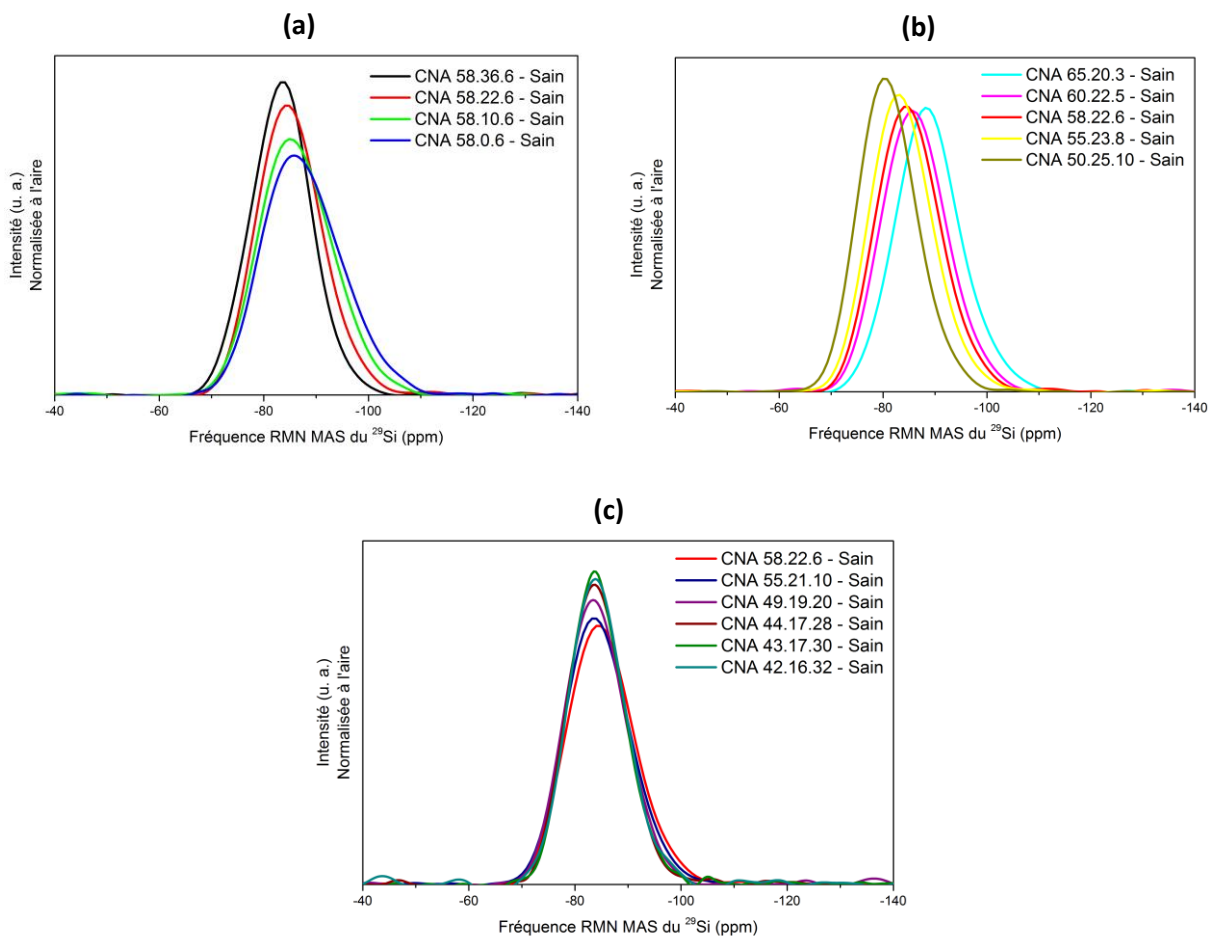 (a)
CNA 58.36.6 - Sain
CNA 58.22.6 - Sain
CNA 58.10.6 - Sain
CNA 58.0.6 - Sain
Intensité (u. a.)
Normalisée à l'aire
-40 -60 -80 -100 -120 -140
Fréquence RMN MAS du ²⁹Si (ppm)
(b)
CNA 65.20.3 - Sain
CNA 60.22.5 - Sain
CNA 58.22.6 - Sain
CNA 55.23.8 - Sain
CNA 50.25.10 - Sain
Intensité (u. a.)
Normalisée à l'aire
-40 -60 -80 -100 -120 -140
Fréquence RMN MAS du ²⁹Si (ppm)
(c)
CNA 58.22.6 - Sain
CNA 55.21.10 - Sain
CNA 49.19.20 - Sain
CNA 44.17.28 - Sain
CNA 43.17.30 - Sain
CNA 42.16.32 - Sain
Intensité (u. a.)
Normalisée à l'aire
-40 -60 -80 -100 -120 -140
Fréquence RMN MAS du ²⁹Si (ppm)